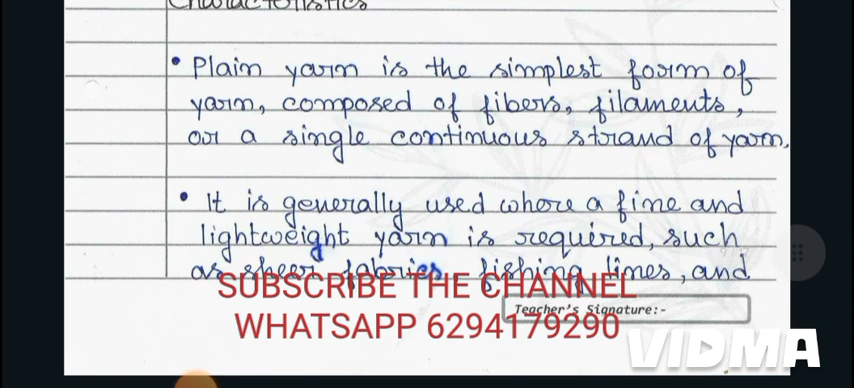 Characteristics
• Plain yarn is the simplest form of
yarn, composed of fibers, filaments,
or a single continuous strand of yarn.
• It is generally used where a fine and
lightweight yarn is required, such
as sheer fabrics, fishing lines, and
SUBSCRIBE THE CHANNEL
Teacher's Signature:-
WHATSAPP 6294179290
VIDMA